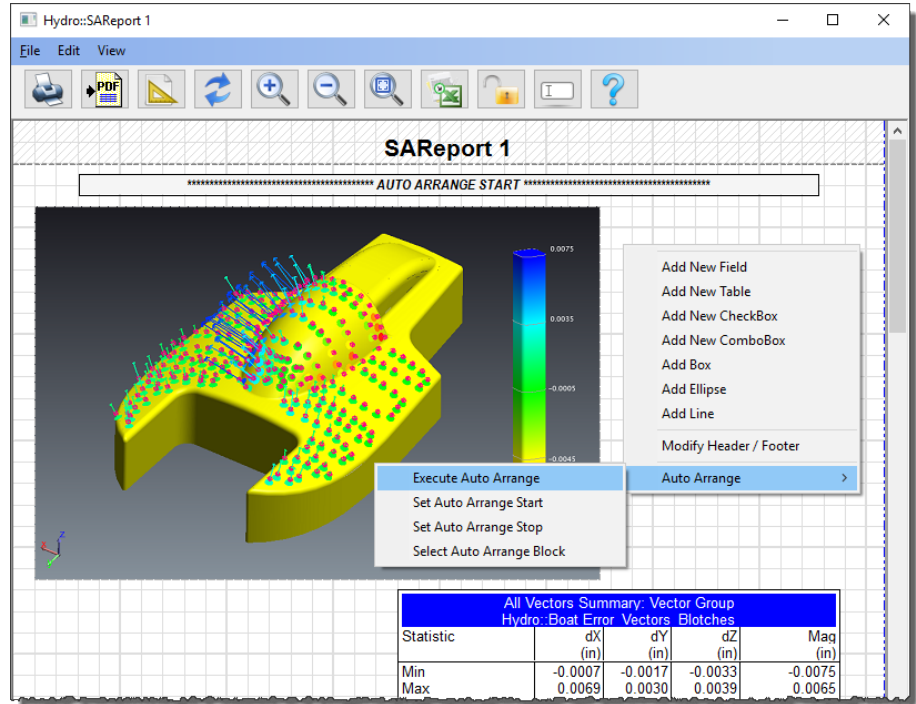 Hydro::SAReport 1
File Edit View
PDF
SAReport 1
****************************************** AUTO ARRANGE START ******************************************
0.0075
0.0035
-0.0005
-0.0045
Z
X
Add New Field
Add New Table
Add New CheckBox
Add New ComboBox
Add Box
Add Ellipse
Add Line
Modify Header / Footer
Auto Arrange
Execute Auto Arrange
Set Auto Arrange Start
Set Auto Arrange Stop
Select Auto Arrange Block
All Vectors Summary: Vector Group
Hydro::Boat Error Vectors Blotches
Statistic dX dY dZ Mag
(in) (in) (in) (in)
Min -0.0007 -0.0017 -0.0033 -0.0075
Max 0.0069 0.0030 0.0039 0.0065